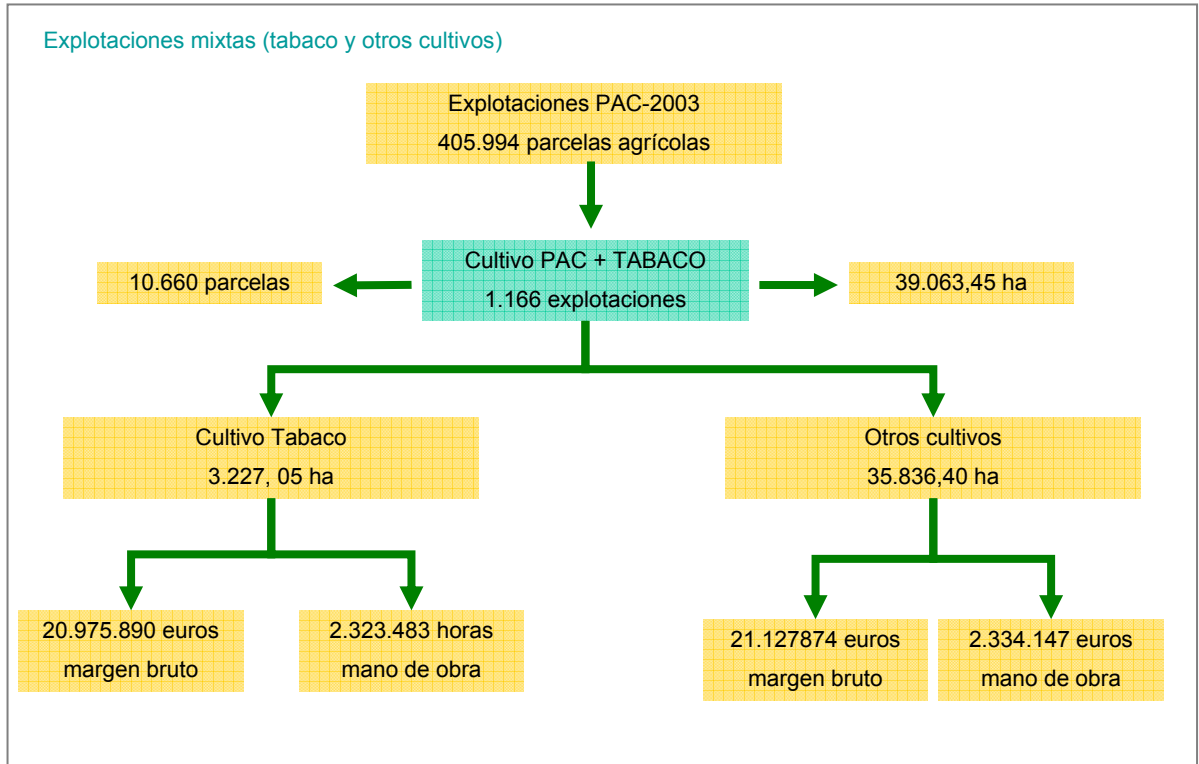 Explotaciones mixtas (tabaco y otros cultivos)
Explotaciones PAC-2003
405.994 parcelas agrícolas
Cultivo PAC + TABACO
1.166 explotaciones
10.660 parcelas
39.063,45 ha
Cultivo Tabaco
3.227, 05 ha
Otros cultivos
35.836,40 ha
20.975.890 euros
margen bruto
2.323.483 horas
mano de obra
21.127874 euros
margen bruto
2.334.147 euros
mano de obra